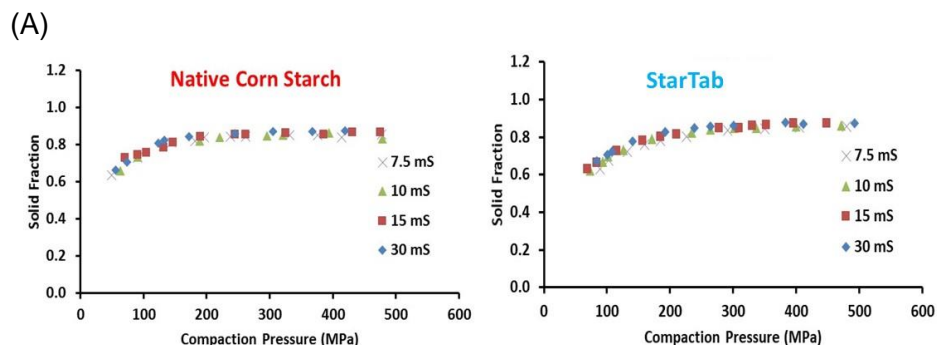 (A)
Native Corn Starch
1.2
1.0
0.8
0.6
0.4
0.2
0.0
Solid Fraction
7.5 mS
10 mS
15 mS
30 mS
0 100 200 300 400 500 600
Compaction Pressure (MPa)
StarTab
1.2
1.0
0.8
0.6
0.4
0.2
0.0
Solid Fraction
7.5 mS
10 mS
15 mS
30 mS
0 100 200 300 400 500 600
Compaction Pressure (MPa)